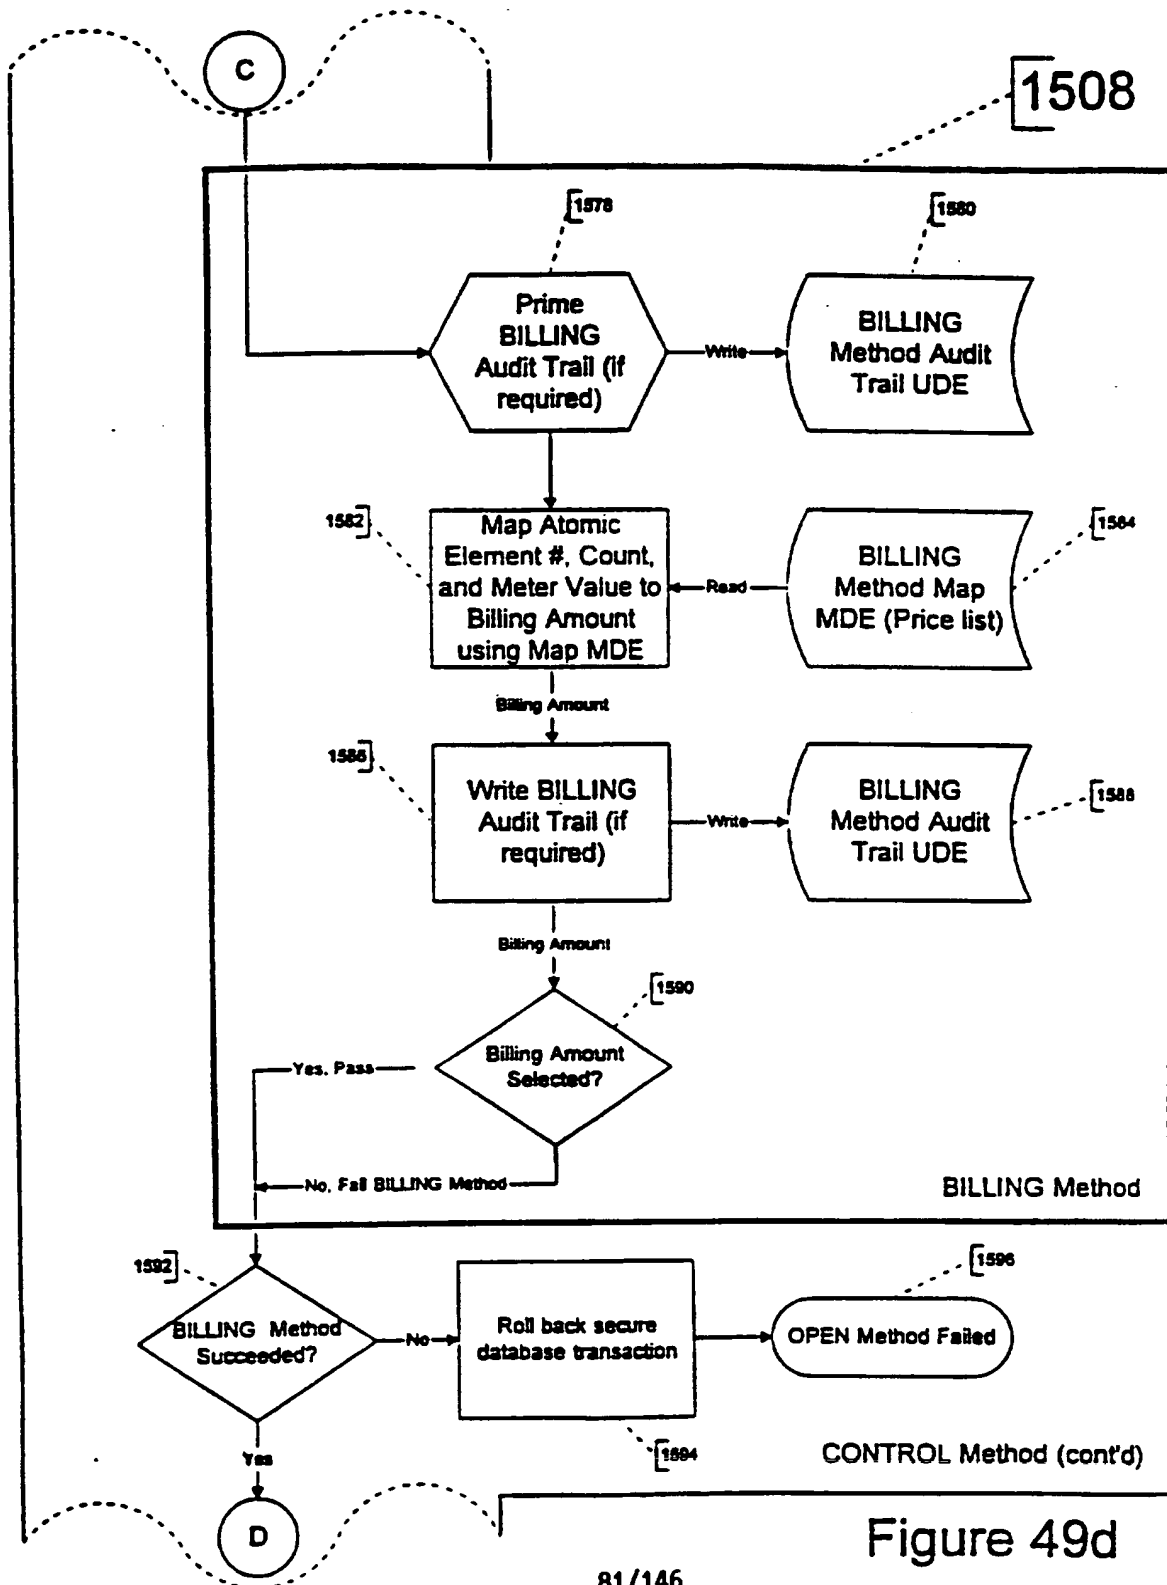 C
1508
1578
1580
Prime
BILLING
Audit Trail (if
required)
Write
BILLING
Method Audit
Trail UDE
1582
Map Atomic
Element #, Count,
and Meter Value to
Billing Amount
using Map MDE
Read
BILLING
Method Map
MDE (Price list)
1584
Billing Amount
1586
Write BILLING
Audit Trail (if
required)
Write
BILLING
Method Audit
Trail UDE
1588
Billing Amount
1590
Billing Amount
Selected?
Yes, Pass
No, Fail BILLING Method
BILLING Method
1592
BILLING Method
Succeeded?
No
Roll back secure
database transaction
1596
OPEN Method Failed
1594
Yes
CONTROL Method (cont'd)
D
Figure 49d
81/146